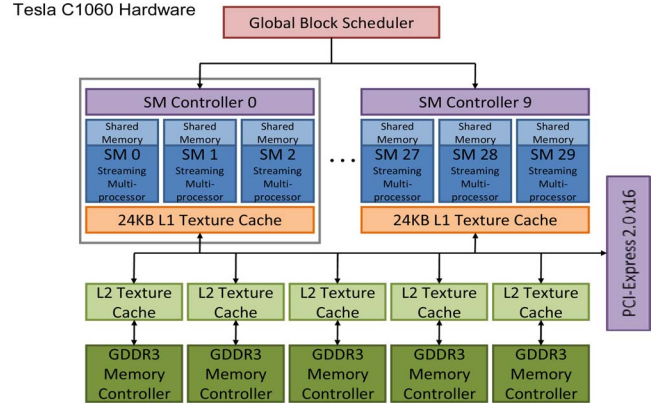 Tesla C1060 Hardware
Global Block Scheduler
SM Controller 0
SM Controller 9
Shared
Memory
SM 0
Streaming
Multi-
processor
Shared
Memory
SM 1
Streaming
Multi-
processor
Shared
Memory
SM 2
Streaming
Multi-
processor
...
Shared
Memory
SM 27
Streaming
Multi-
processor
Shared
Memory
SM 28
Streaming
Multi-
processor
Shared
Memory
SM 29
Streaming
Multi-
processor
24KB L1 Texture Cache
24KB L1 Texture Cache
PCI-Express 2.0 x16
L2 Texture
Cache
L2 Texture
Cache
L2 Texture
Cache
L2 Texture
Cache
L2 Texture
Cache
GDDR3
Memory
Controller
GDDR3
Memory
Controller
GDDR3
Memory
Controller
GDDR3
Memory
Controller
GDDR3
Memory
Controller